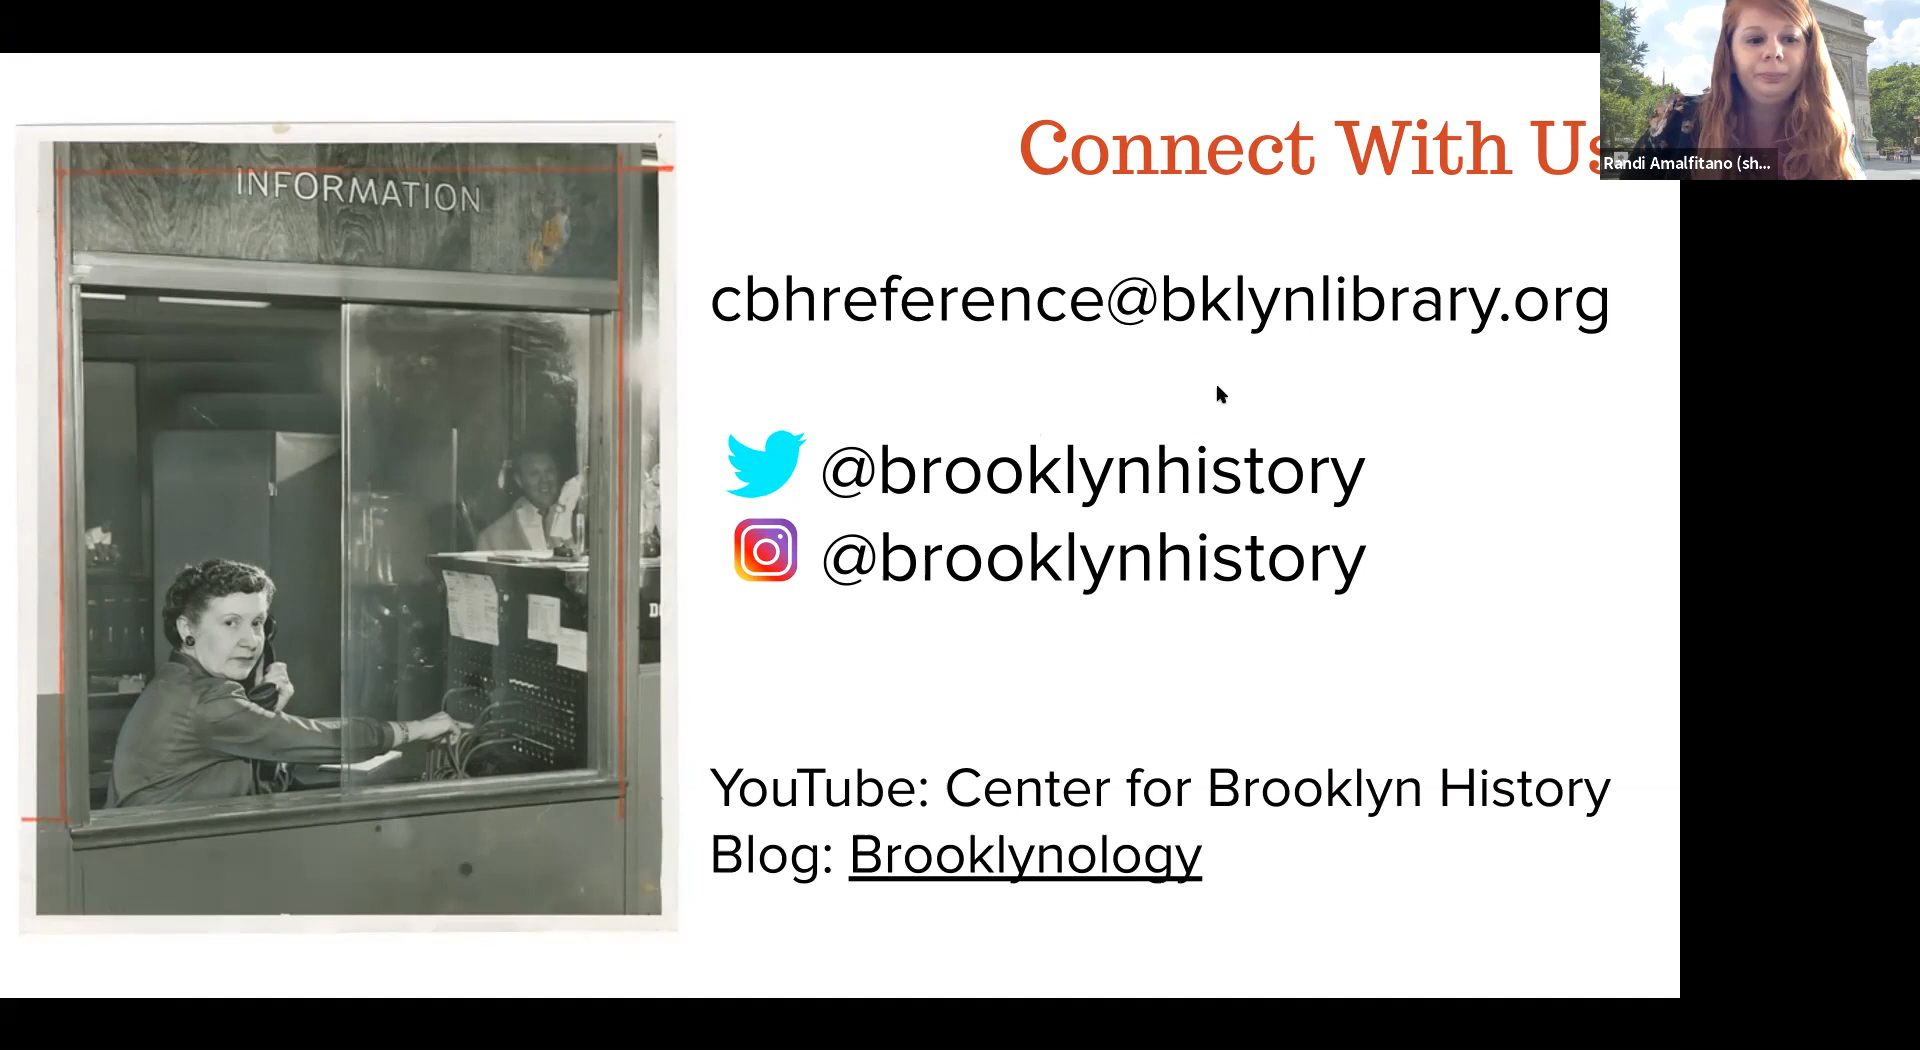 Connect With Us
Randi Amalfitano (sh...
INFORMATION
cbhreference@bklynlibrary.org
@brooklynhistory
@brooklynhistory
YouTube: Center for Brooklyn History
Blog: Brooklynology